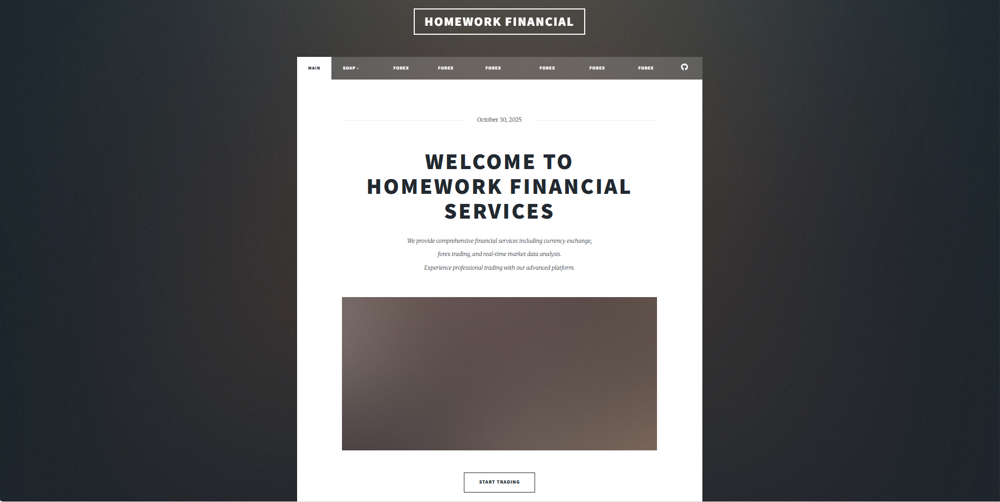 HOMEWORK FINANCIAL
MAIN SOAP - FOREX FOREX FOREX FOREX FOREX FOREX
October 30, 2025
WELCOME TO
HOMEWORK FINANCIAL
SERVICES
We provide comprehensive financial services including currency exchange,
forex trading, and real-time market data analysis.
Experience professional trading with our advanced platform.
START TRADING